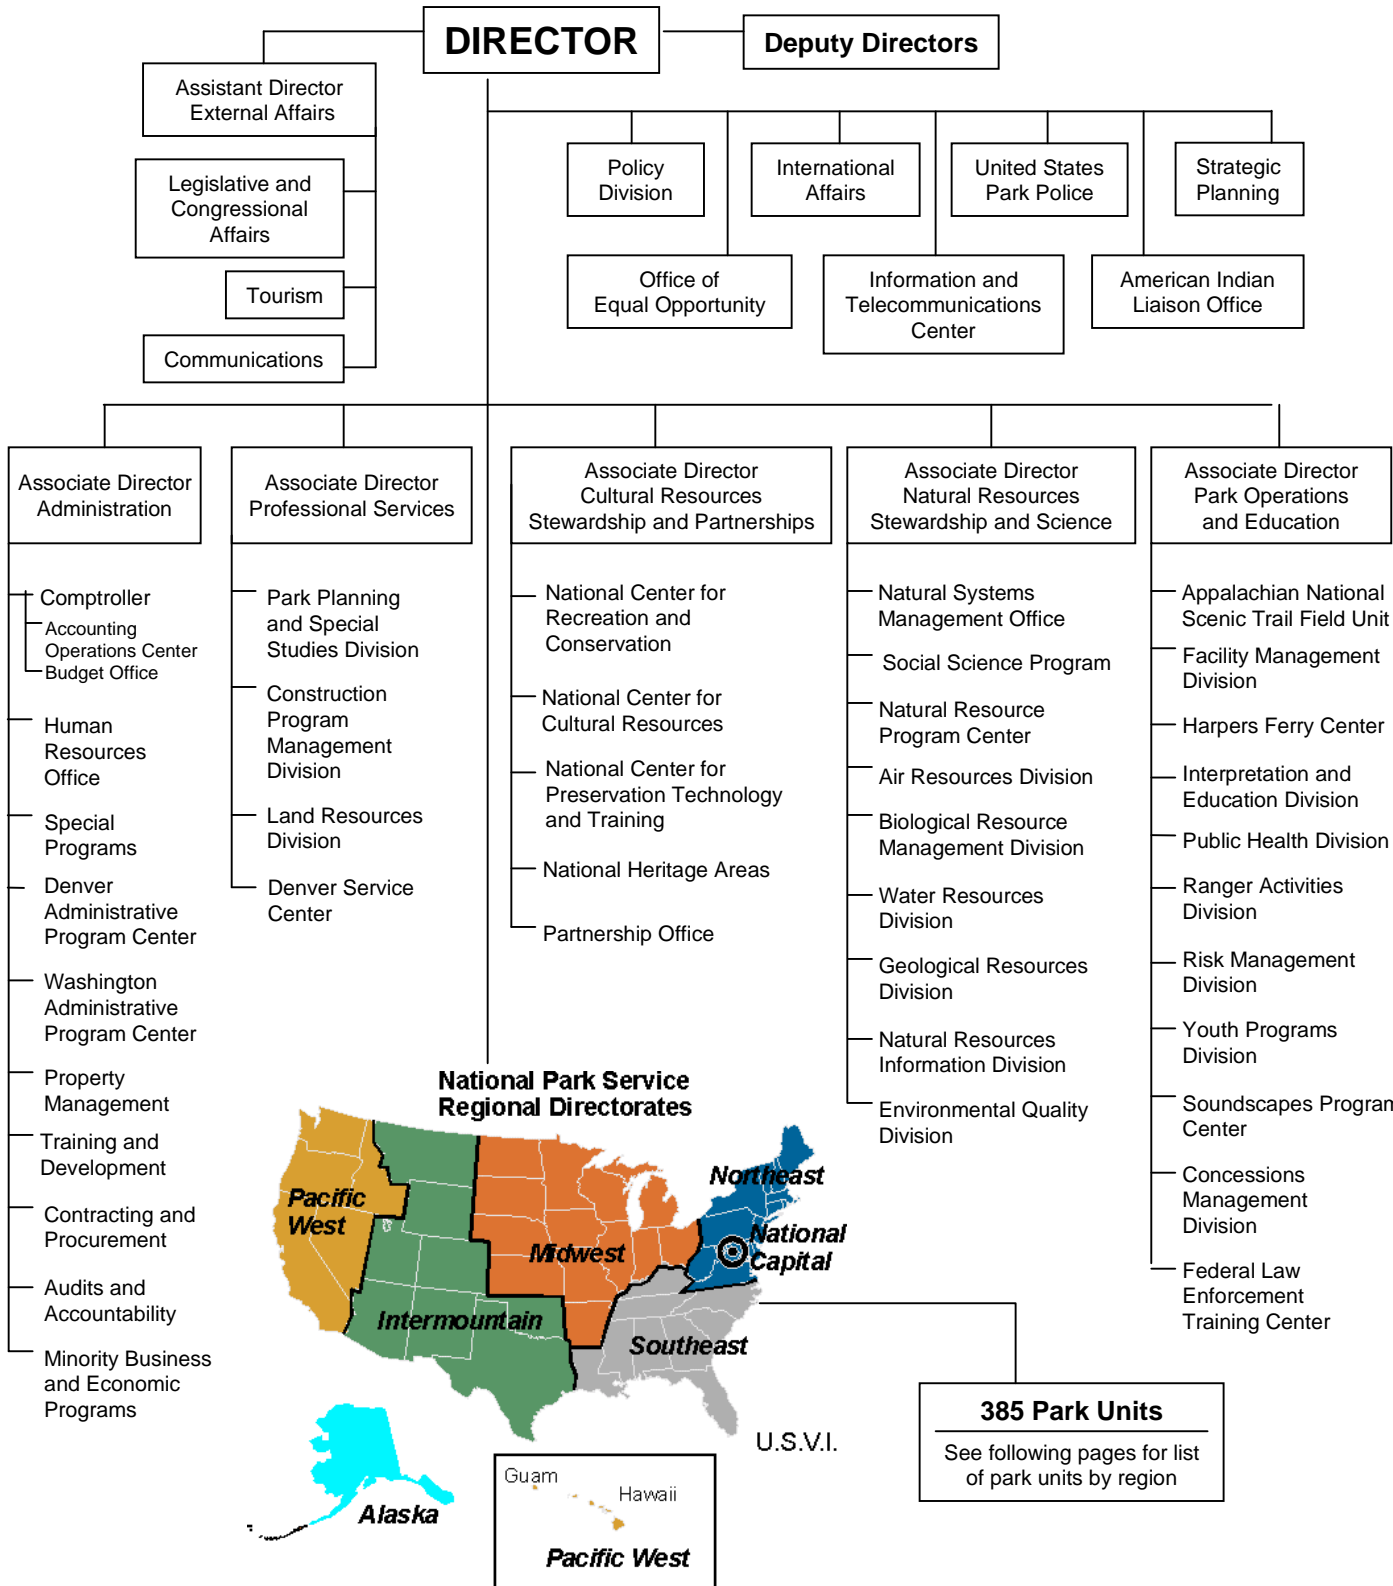 DIRECTOR
Deputy Directors
Assistant Director
External Affairs
Legislative and
Congressional
Affairs
Tourism
Communications
Policy
Division
International
Affairs
United States
Park Police
Strategic
Planning
Office of
Equal Opportunity
Information and
Telecommunications
Center
American Indian
Liaison Office
Associate Director
Administration
Comptroller
Accounting
Operations Center
Budget Office
Human
Resources
Office
Special
Programs
Denver
Administrative
Program Center
Washington
Administrative
Program Center
Property
Management
Training and
Development
Contracting and
Procurement
Audits and
Accountability
Minority Business
and Economic
Programs
Associate Director
Professional Services
Park Planning
and Special
Studies Division
Construction
Program
Management
Division
Land Resources
Division
Denver Service
Center
Associate Director
Cultural Resources
Stewardship and Partnerships
National Center for
Recreation and
Conservation
National Center for
Cultural Resources
National Center for
Preservation Technology
and Training
National Heritage Areas
Partnership Office
Associate Director
Natural Resources
Stewardship and Science
Natural Systems
Management Office
Social Science Program
Natural Resource
Program Center
Air Resources Division
Biological Resource
Management Division
Water Resources
Division
Geological Resources
Division
Natural Resources
Information Division
Environmental Quality
Division
Associate Director
Park Operations
and Education
Appalachian National
Scenic Trail Field Unit
Facility Management
Division
Harpers Ferry Center
Interpretation and
Education Division
Public Health Division
Ranger Activities
Division
Risk Management
Division
Youth Programs
Division
Soundscapes Program
Center
Concessions
Management
Division
Federal Law
Enforcement
Training Center
National Park Service
Regional Directorates
Pacific
West
Intermountain
Midwest
Northeast
National
Capital
Southeast
U.S.V.I.
Alaska
Guam
Hawaii
Pacific West
385 Park Units
See following pages for list
of park units by region